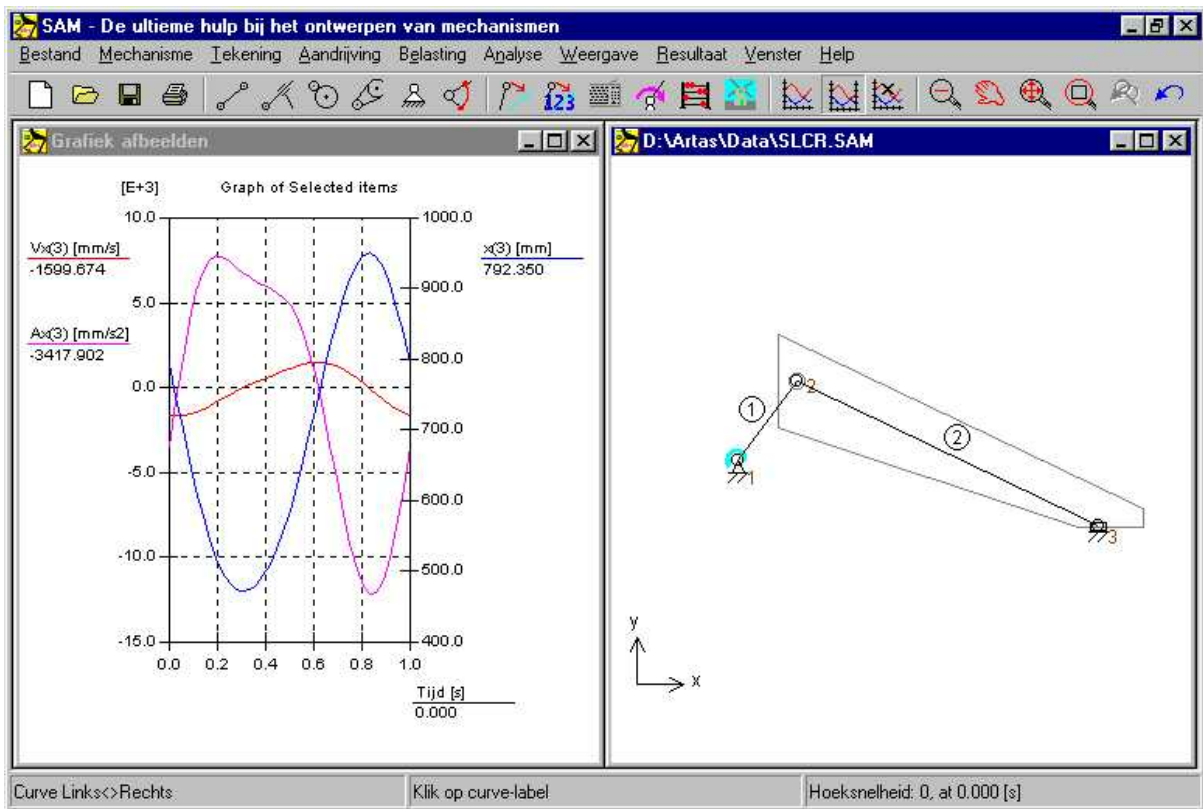 SAM - De ultieme hulp bij het ontwerpen van mechanismen
Bestand Mechanisme Tekening Aandrijving Belasting Analyse Weergave Resultaat Venster Help
123
Grafiek afbeelden
[E+3] Graph of Selected items
10.0 1000.0
Vx(3) [mm/s] x(3) [mm]
-1599.674 792.350
900.0
5.0
Ax(3) [mm/s2]
-3417.902
800.0
0.0
700.0
-5.0
600.0
-10.0 500.0
-15.0 400.0
0.0 0.2 0.4 0.6 0.8 1.0
Tijd [s]
0.000
D:\Artas\Data\SLCR.SAM
2
1
2
1
3
y
x
Curve Links<>Rechts
Klik op curve-label
Hoeksnelheid: 0, at 0.000 [s]